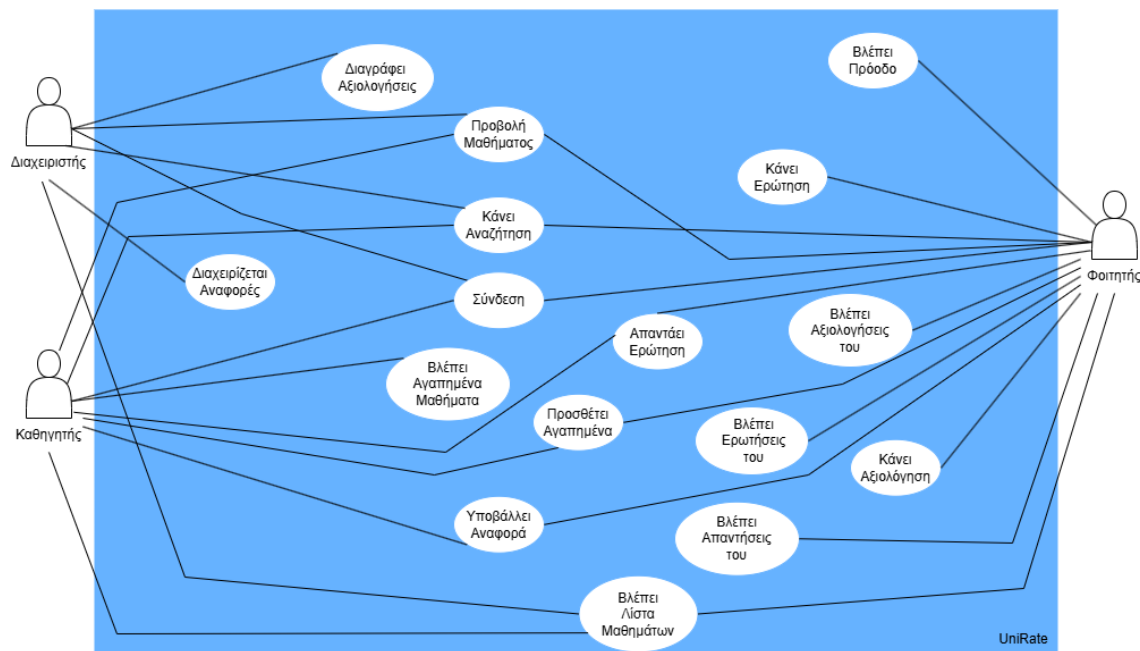 Διαγράφει
Αξιολογήσεις
Βλέπει
Πρόοδο
Προβολή
Μαθήματος
Διαχειριστής
Κάνει
Ερώτηση
Κάνει
Αναζήτηση
Διαχειρίζεται
Αναφορές
Σύνδεση
Φοιτητής
Βλέπει
Αξιολογήσεις
του
Απαντάει
Ερώτηση
Βλέπει
Αγαπημένα
Μαθήματα
Προσθέτει
Αγαπημένα
Καθηγητής
Βλέπει
Ερωτήσεις
του
Κάνει
Αξιολόγηση
Υποβάλλει
Αναφορά
Βλέπει
Απαντήσεις
του
Βλέπει
Λίστα
Μαθημάτων
UniRate